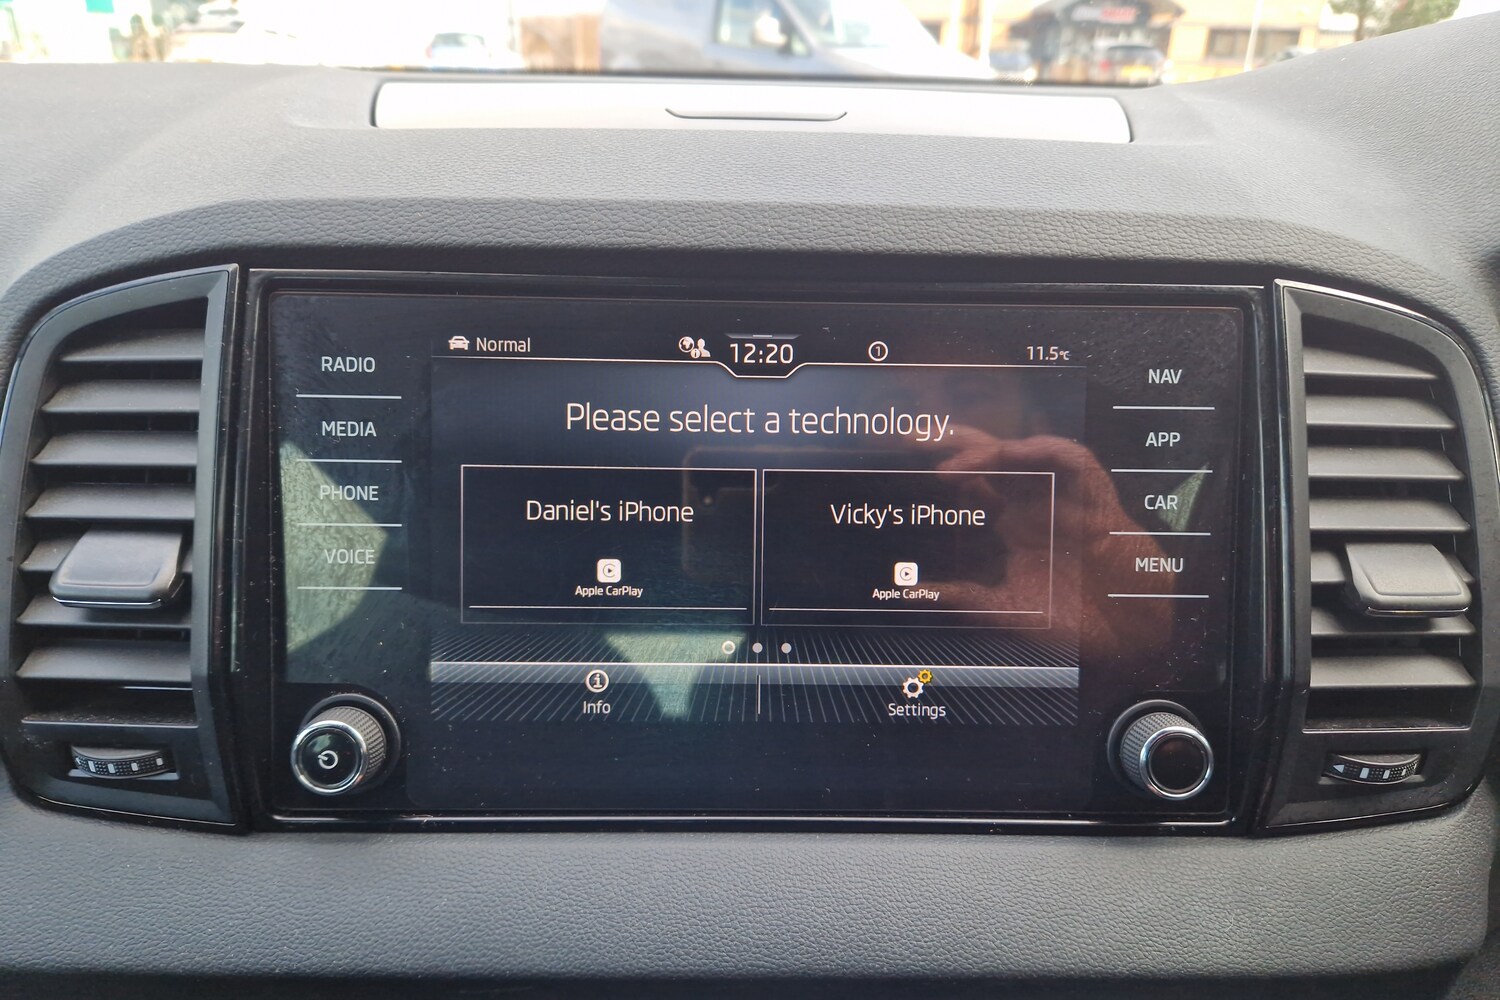 Normal
12:20
1
11.5°C
RADIO
MEDIA
PHONE
VOICE
Please select a technology.
Daniel's iPhone
Apple CarPlay
Vicky's iPhone
Apple CarPlay
Info
Settings
NAV
APP
CAR
MENU